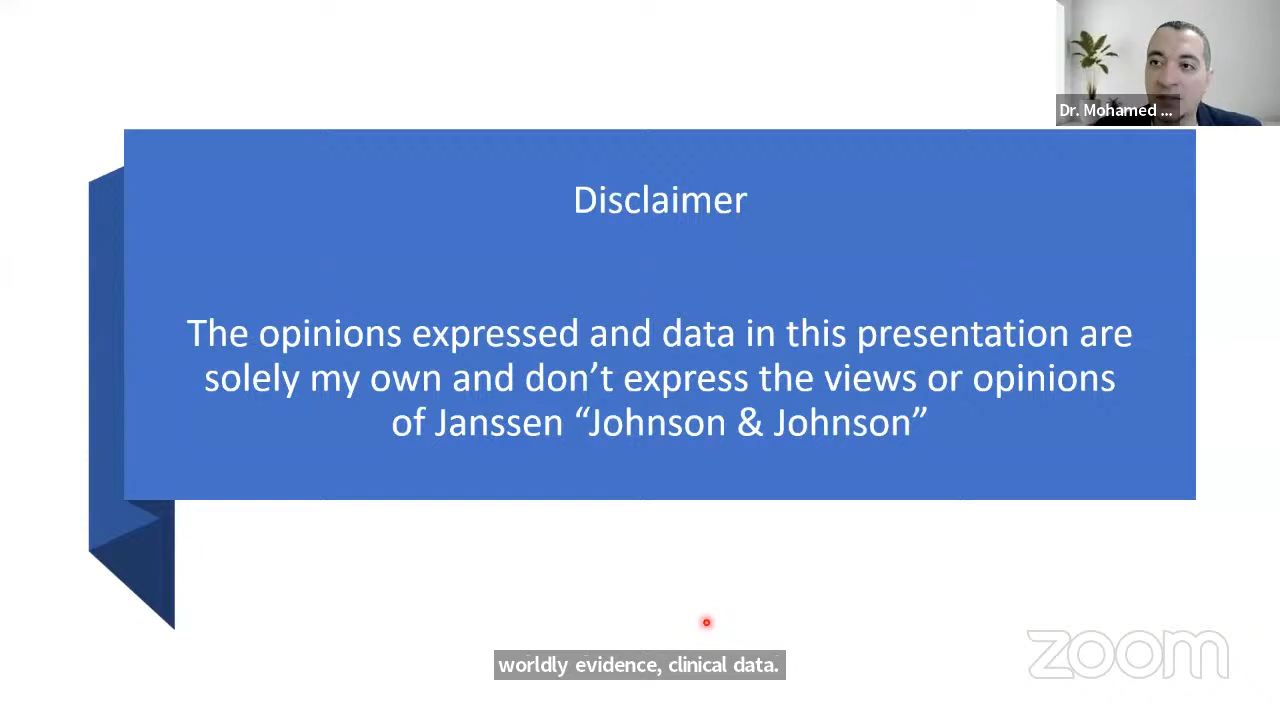 Dr. Mohamed ...
Disclaimer
The opinions expressed and data in this presentation are
solely my own and don’t express the views or opinions
of Janssen “Johnson & Johnson”
worldly evidence, clinical data.
zoom